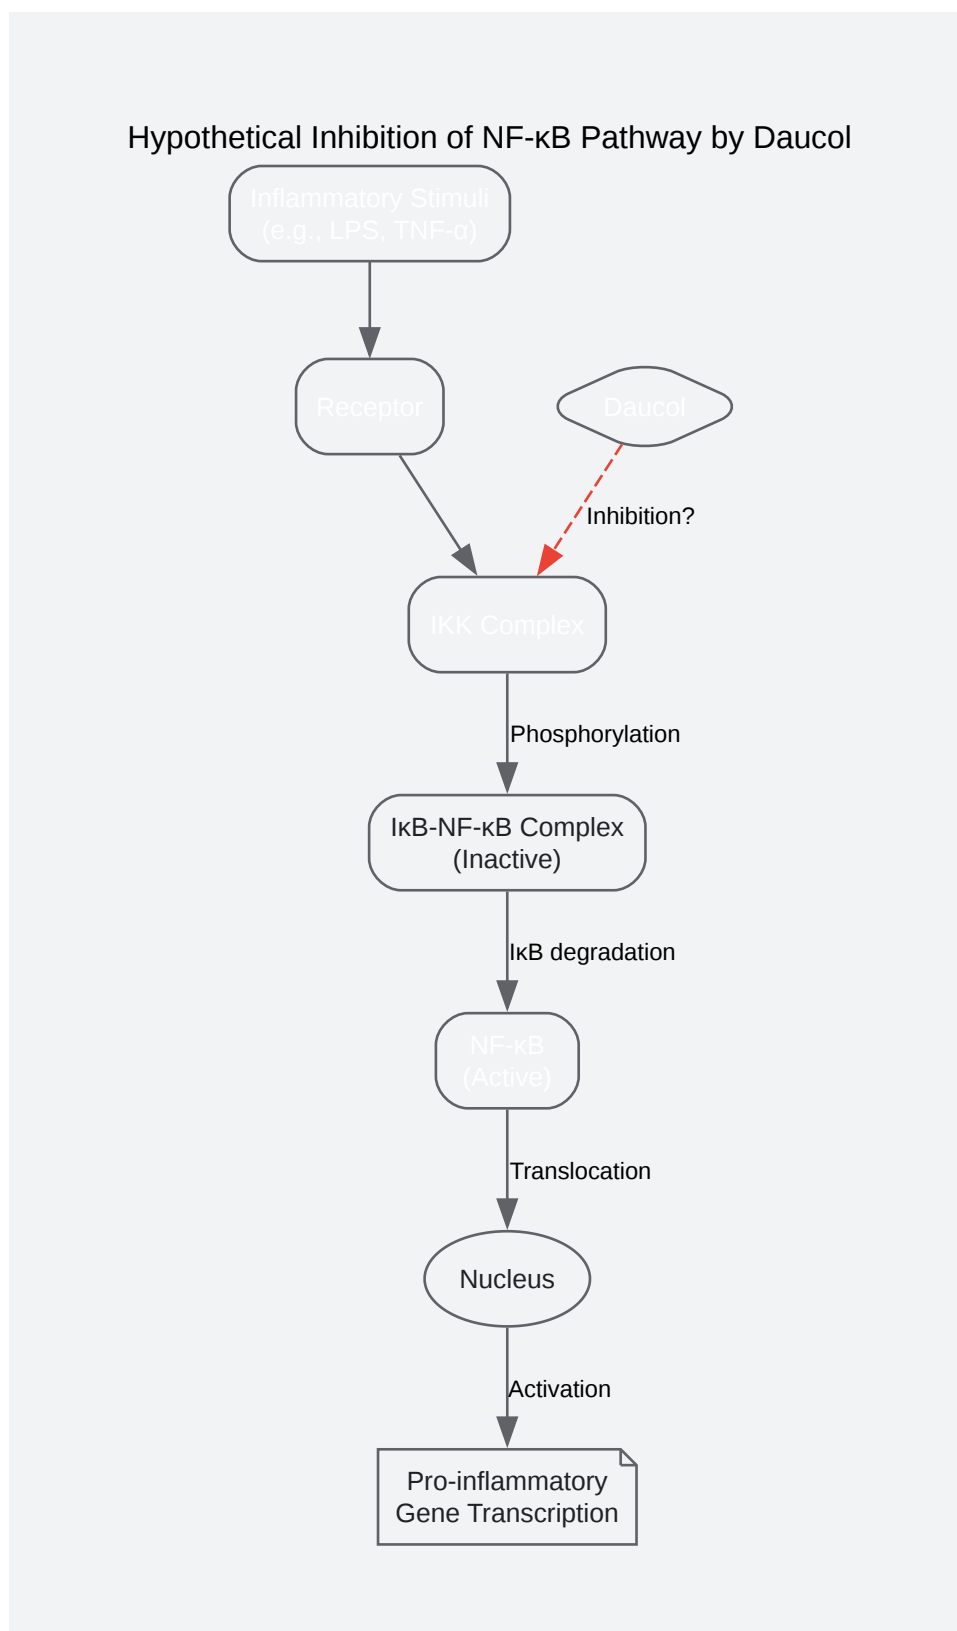 Hypothetical Inhibition of NF-κB Pathway by Daucol
Inflammatory Stimuli
(e.g., LPS, TNF-α)
Receptor
Daucol
Inhibition?
IKK Complex
Phosphorylation
IκB-NF-κB Complex
(Inactive)
IκB degradation
NF-κB
(Active)
Translocation
Nucleus
Activation
Pro-inflammatory
Gene Transcription